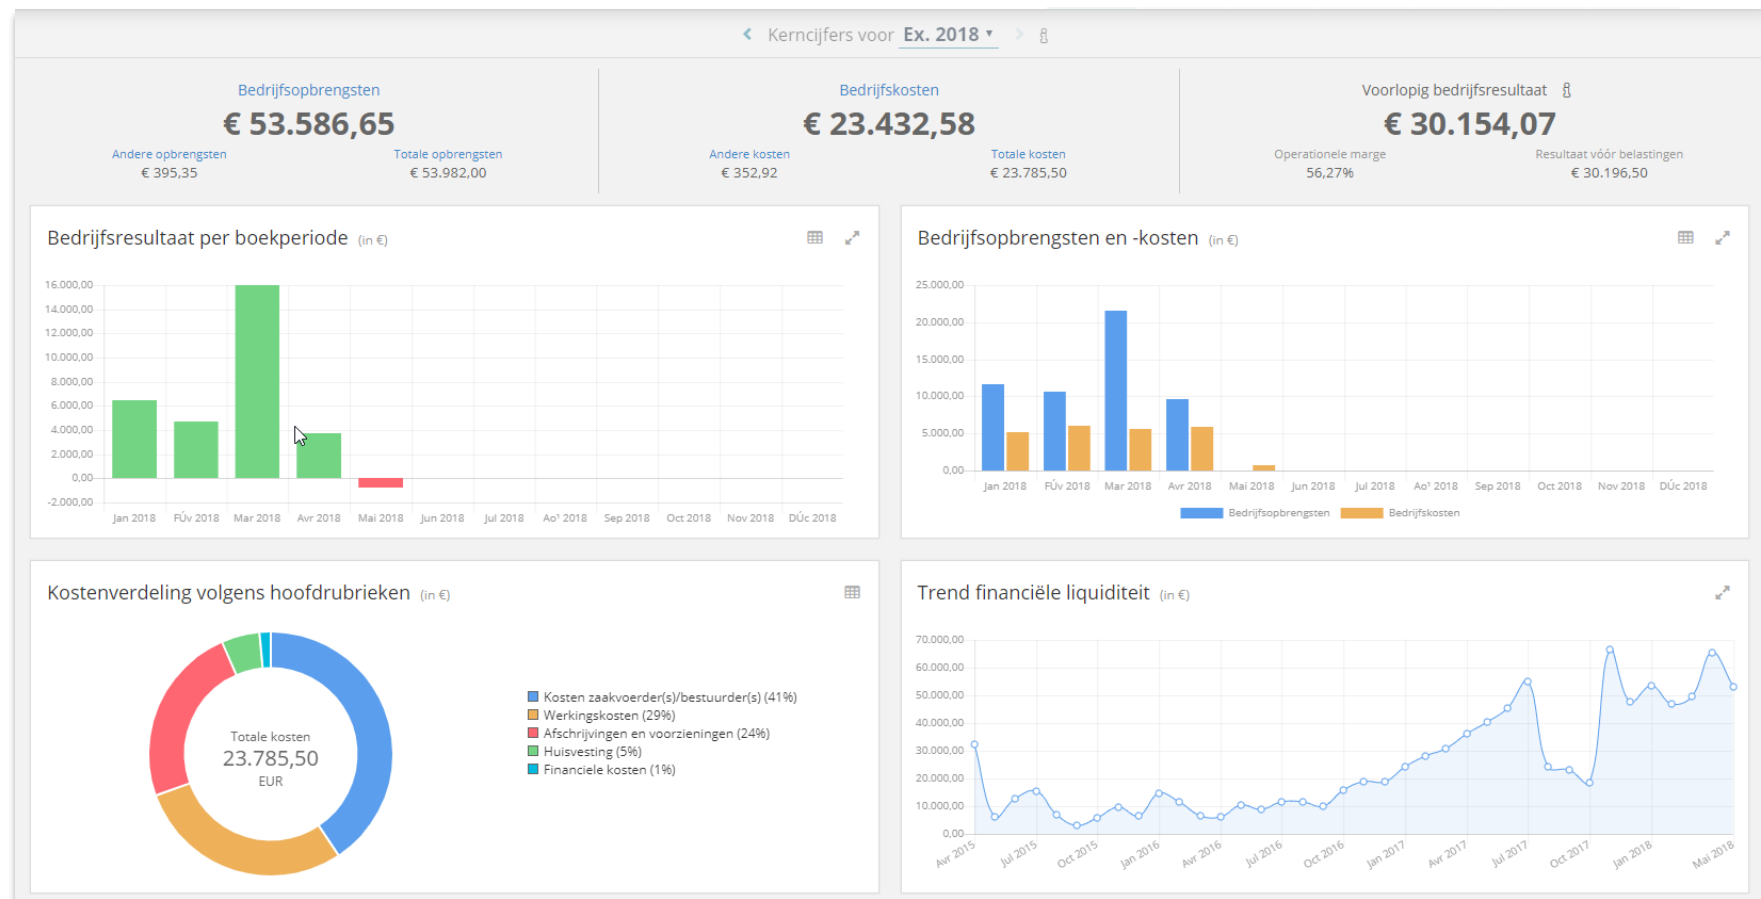 Kerncijfers voor Ex. 2018
Bedrijfsopbrengsten
€ 53.586,65
Andere opbrengsten
€ 395,35
Totale opbrengsten
€ 53.982,00
Bedrijfskosten
€ 23.432,58
Andere kosten
€ 352,92
Totale kosten
€ 23.785,50
Voorlopig bedrijfsresultaat
€ 30.154,07
Operationele marge
56,27%
Resultaat vóór belastingen
€ 30.196,50
Bedrijfsresultaat per boekperiode (in €)
16.000,00
14.000,00
12.000,00
10.000,00
8.000,00
6.000,00
4.000,00
2.000,00
0,00
-2.000,00
Jan 2018 FÚv 2018 Mar 2018 Avr 2018 Mai 2018 Jun 2018 Jul 2018 Ao¹ 2018 Sep 2018 Oct 2018 Nov 2018 DÚc 2018
Bedrijfsopbrengsten en -kosten (in €)
25.000,00
20.000,00
15.000,00
10.000,00
5.000,00
0,00
Jan 2018 FÚv 2018 Mar 2018 Avr 2018 Mai 2018 Jun 2018 Jul 2018 Ao¹ 2018 Sep 2018 Oct 2018 Nov 2018 DÚc 2018
Bedrijfsopbrengsten Bedrijfskosten
Kostenverdeling volgens hoofdrubrieken (in €)
Totale kosten
23.785,50
EUR
Kosten zaakvoerder(s)/bestuurder(s) (41%)
Werkingskosten (29%)
Afschrijvingen en voorzieningen (24%)
Huisvesting (5%)
Financiele kosten (1%)
Trend financiële liquiditeit (in €)
70.000,00
60.000,00
50.000,00
40.000,00
30.000,00
20.000,00
10.000,00
0,00
Avr 2015 Jul 2015 Oct 2015 Jan 2016 Avr 2016 Jul 2016 Oct 2016 Jan 2017 Avr 2017 Jul 2017 Oct 2017 Jan 2018 Mai 2018